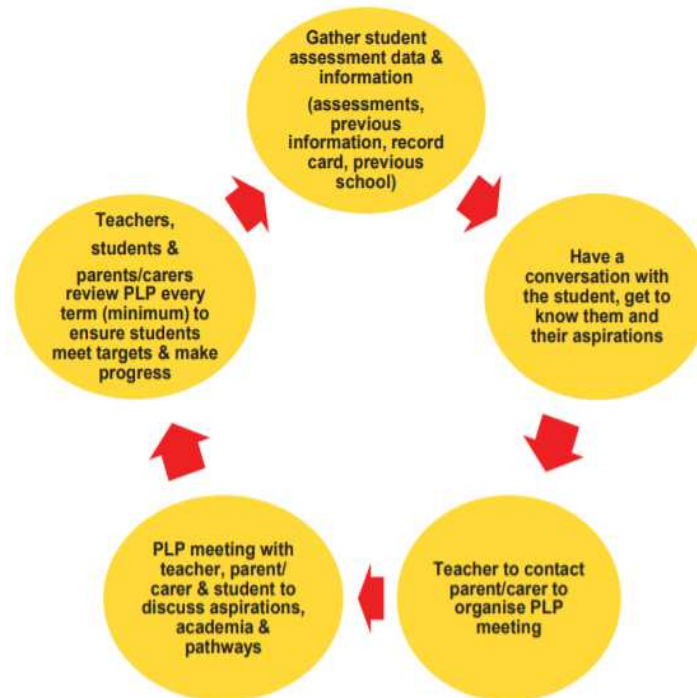 Gather student
assessment data &
information
(assessments,
previous
information, record
card, previous
school)
Have a
conversation with
the student, get to
know them and
their aspirations
Teacher to contact
parent/carer to
organise PLP
meeting
PLP meeting with
teacher, parent/
carer & student to
discuss aspirations,
academia &
pathways
Teachers,
students &
parents/carers
review PLP every
term (minimum) to
ensure students
meet targets & make
progress